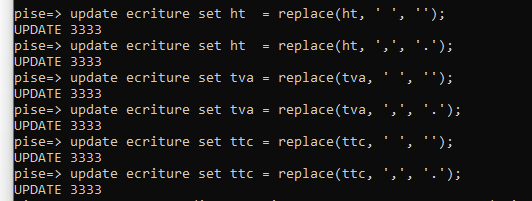 pise=> update ecriture set ht  = replace(ht, ' ', '');
UPDATE 3333
pise=> update ecriture set ht  = replace(ht, ',', '.');
UPDATE 3333
pise=> update ecriture set tva = replace(tva, ' ', '');
UPDATE 3333
pise=> update ecriture set tva = replace(tva, ',', '.');
UPDATE 3333
pise=> update ecriture set ttc = replace(ttc, ' ', '');
UPDATE 3333
pise=> update ecriture set ttc = replace(ttc, ',', '.');
UPDATE 3333